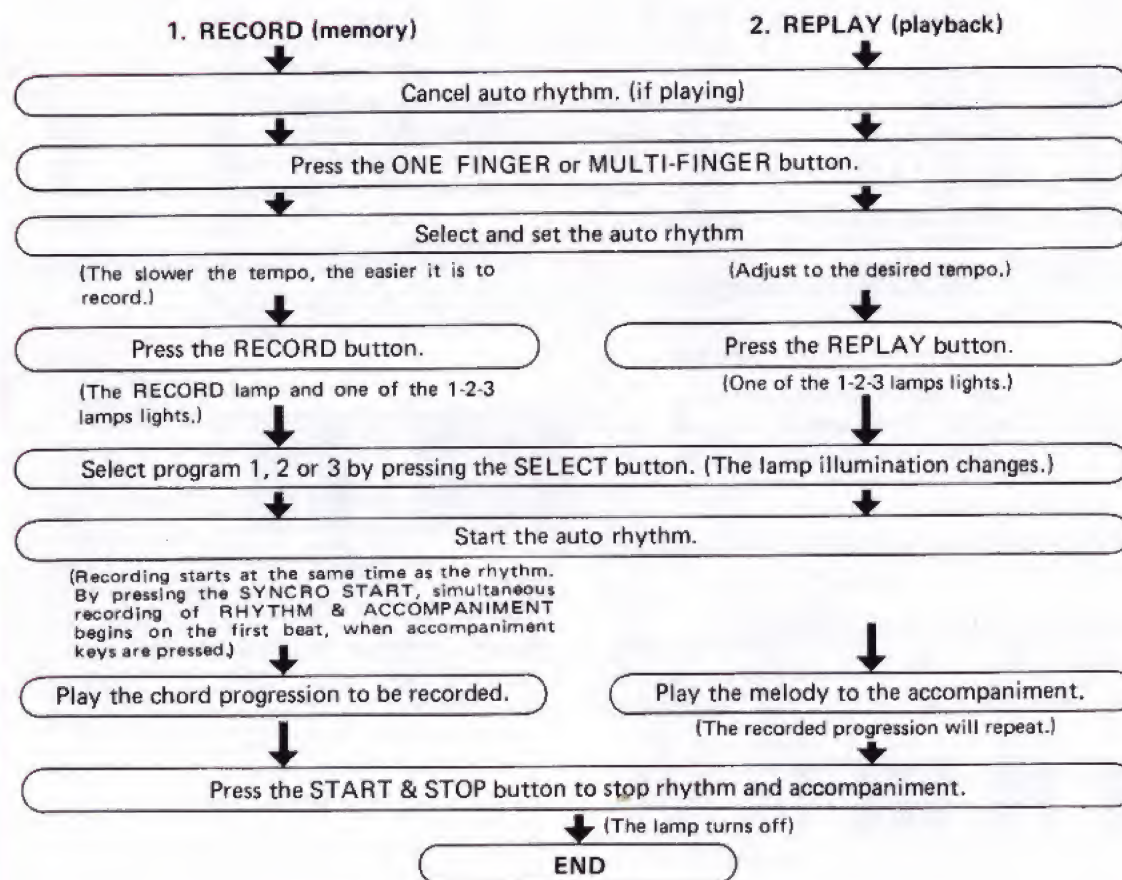 1. RECORD (memory)
2. REPLAY (playback)
Cancel auto rhythm. (if playing)
Press the ONE FINGER or MULTI-FINGER button.
Select and set the auto rhythm
(The slower the tempo, the easier it is to
record.)
(Adjust to the desired tempo.)
Press the RECORD button.
Press the REPLAY button.
(The RECORD lamp and one of the 1-2-3
lamps lights.)
(One of the 1-2-3 lamps lights.)
Select program 1, 2 or 3 by pressing the SELECT button. (The lamp illumination changes.)
Start the auto rhythm.
(Recording starts at the same time as the rhythm.
By pressing the SYNCRO START, simultaneous
recording of RHYTHM & ACCOMPANIMENT
begins on the first beat, when accompaniment
keys are pressed.)
Play the chord progression to be recorded.
Play the melody to the accompaniment.
(The recorded progression will repeat.)
Press the START & STOP button to stop rhythm and accompaniment.
(The lamp turns off)
END